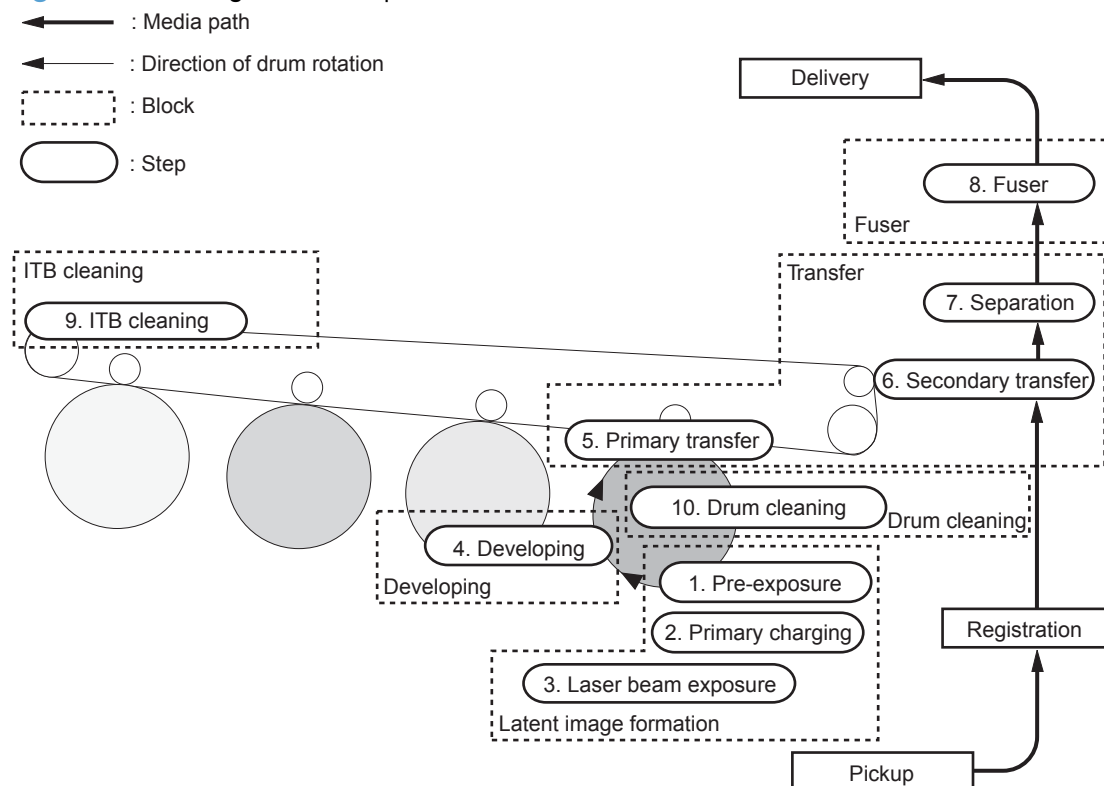 : Media path
: Direction of drum rotation
: Block
: Step
Delivery
8. Fuser
Fuser
ITB cleaning
Transfer
9. ITB cleaning
7. Separation
6. Secondary transfer
5. Primary transfer
10. Drum cleaning
Drum cleaning
4. Developing
Developing
1. Pre-exposure
2. Primary charging
Registration
3. Laser beam exposure
Latent image formation
Pickup